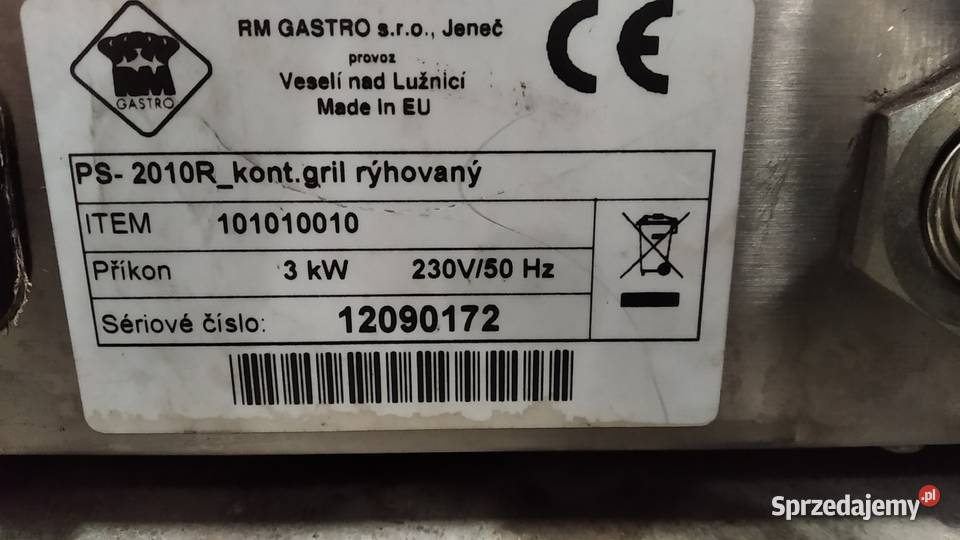 RM
GASTRO
RM GASTRO s.r.o., Jeneč
provoz
Veselí nad Lužnicí
Made In EU
CE
PS- 2010R_kont.gril rýhovaný
ITEM 101010010
Příkon 3 kW 230V/50 Hz
Sériové číslo: 12090172
Sprzedajemy.pl